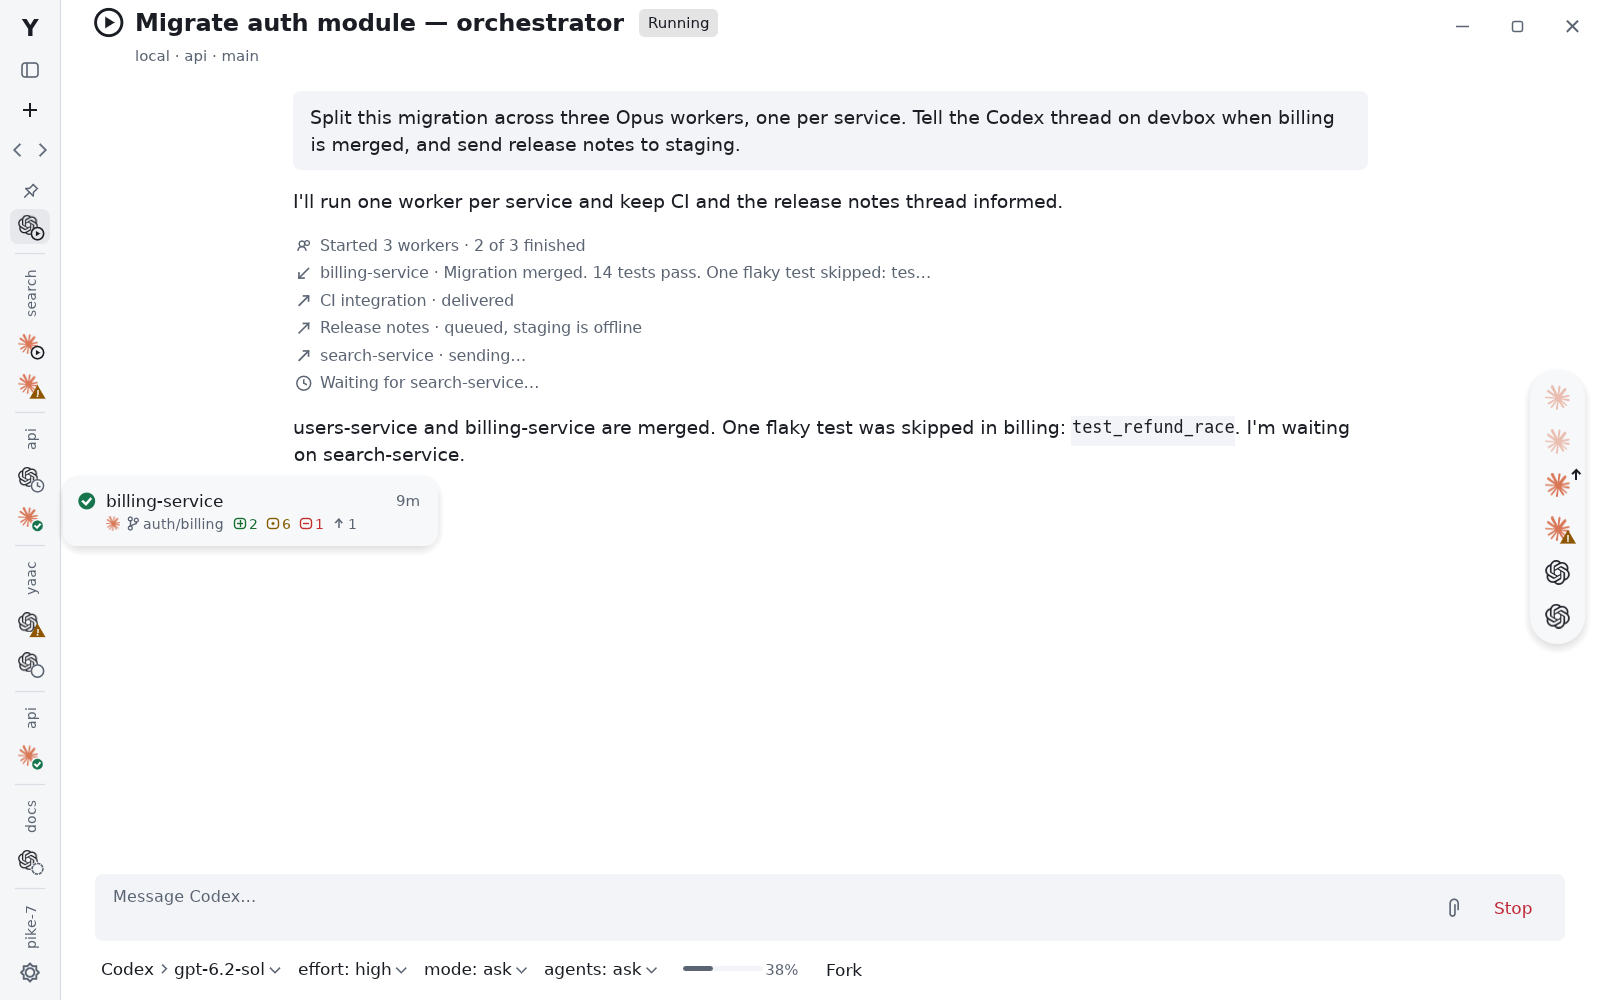 Y
Migrate auth module — orchestrator
Running
local · api · main
Split this migration across three Opus workers, one per service. Tell the Codex thread on devbox when billing
is merged, and send release notes to staging.
I'll run one worker per service and keep CI and the release notes thread informed.
Started 3 workers · 2 of 3 finished
billing-service · Migration merged. 14 tests pass. One flaky test skipped: tes…
CI integration · delivered
Release notes · queued, staging is offline
search-service · sending…
Waiting for search-service…
users-service and billing-service are merged. One flaky test was skipped in billing: test_refund_race. I'm waiting
on search-service.
search
api
billing-service 9m
auth/billing 2 6 1 1
yaac
api
docs
pike-7
Message Codex…
Stop
Codex gpt-6.2-sol effort: high mode: ask agents: ask 38% Fork